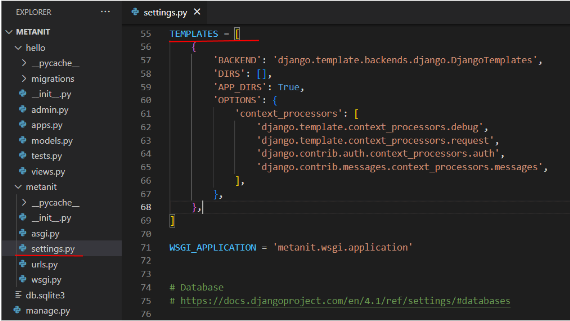 EXPLORER ...
METANIT
hello
__pycache__
migrations
__init__.py
admin.py
apps.py
models.py
tests.py
views.py
metanit
__pycache__
__init__.py
asgi.py
settings.py
urls.py
wsgi.py
db.sqlite3
manage.py
settings.py ×
55 TEMPLATES = [
56 {
57 'BACKEND': 'django.template.backends.django.DjangoTemplates',
58 'DIRS': [],
59 'APP_DIRS': True,
60 'OPTIONS': {
61 'context_processors': [
62 'django.template.context_processors.debug',
63 'django.template.context_processors.request',
64 'django.contrib.auth.context_processors.auth',
65 'django.contrib.messages.context_processors.messages',
66 ],
67 },
68 },
69 ]
70
71 WSGI_APPLICATION = 'metanit.wsgi.application'
72
73
74 # Database
75 # https://docs.djangoproject.com/en/4.1/ref/settings/#databases
76